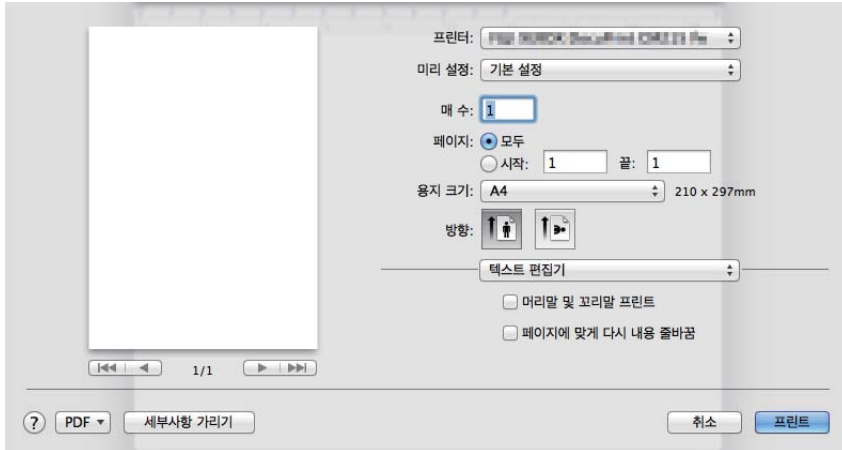 프린터:
미리 설정: 기본 설정
매 수: 1
페이지: 모두
시작: 1 끝: 1
용지 크기: A4 210 x 297mm
방향:
텍스트 편집기
머리말 및 꼬리말 프린트
페이지에 맞게 다시 내용 줄바꿈
1/1
? PDF 세부사항 가리기 취소 프린트